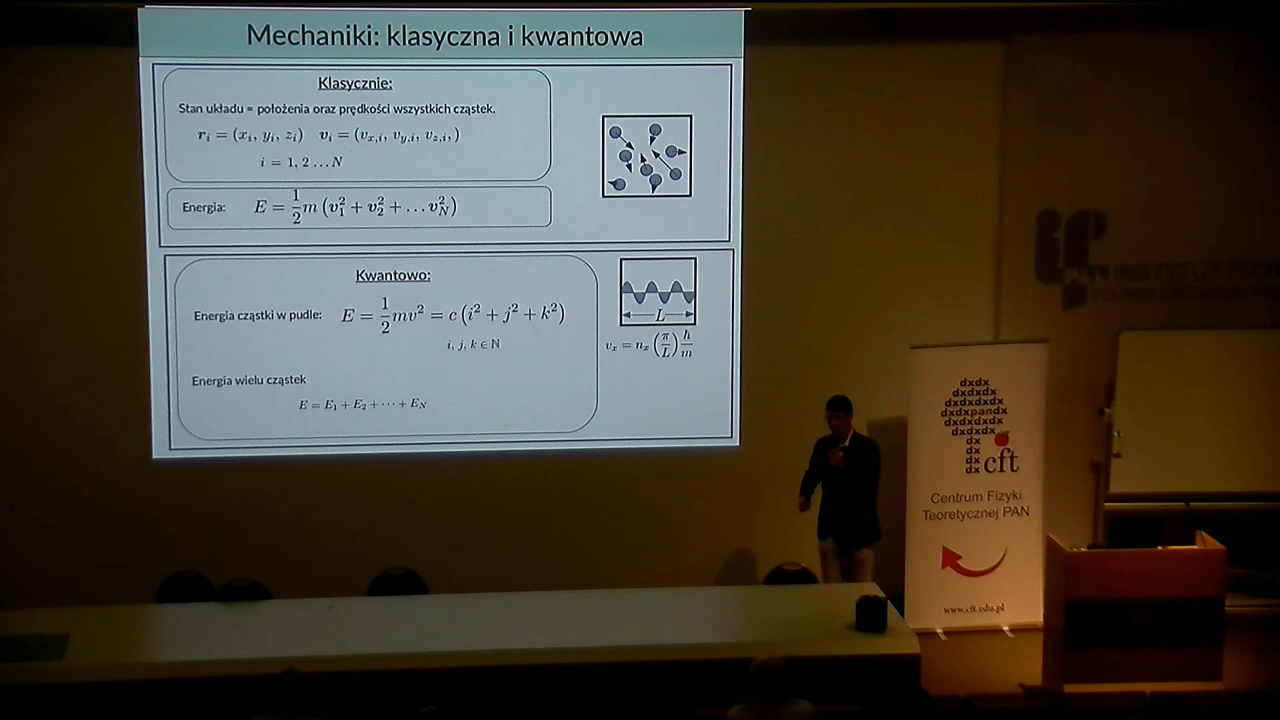 Mechaniki: klasyczna i kwantowa
Klasycznie:
Stan układu = położenia oraz prędkości wszystkich cząstek.
r_i = (x_i, y_i, z_i) v_i = (v_{x,i}, v_{y,i}, v_{z,i},)
i = 1, 2 … N
Energia: E = 1/2 m (v_1^2 + v_2^2 + … v_N^2)
Kwantowo:
Energia cząstki w pudle: E = 1/2 mv^2 = c (i^2 + j^2 + k^2)
i, j, k ∈ ℕ
Energia wielu cząstek
E = E_1 + E_2 + ⋯ + E_N
L
v_x = n_x (π/L) ħ/m
INSTYTUT FIZYKI
dxdx
dxdxdx
dxdxdxdx
dxdxpandx
dxdxdxdx
dxdxdx
dx
dx
dx
dx
cft
Centrum Fizyki
Teoretycznej PAN
www.cft.edu.pl